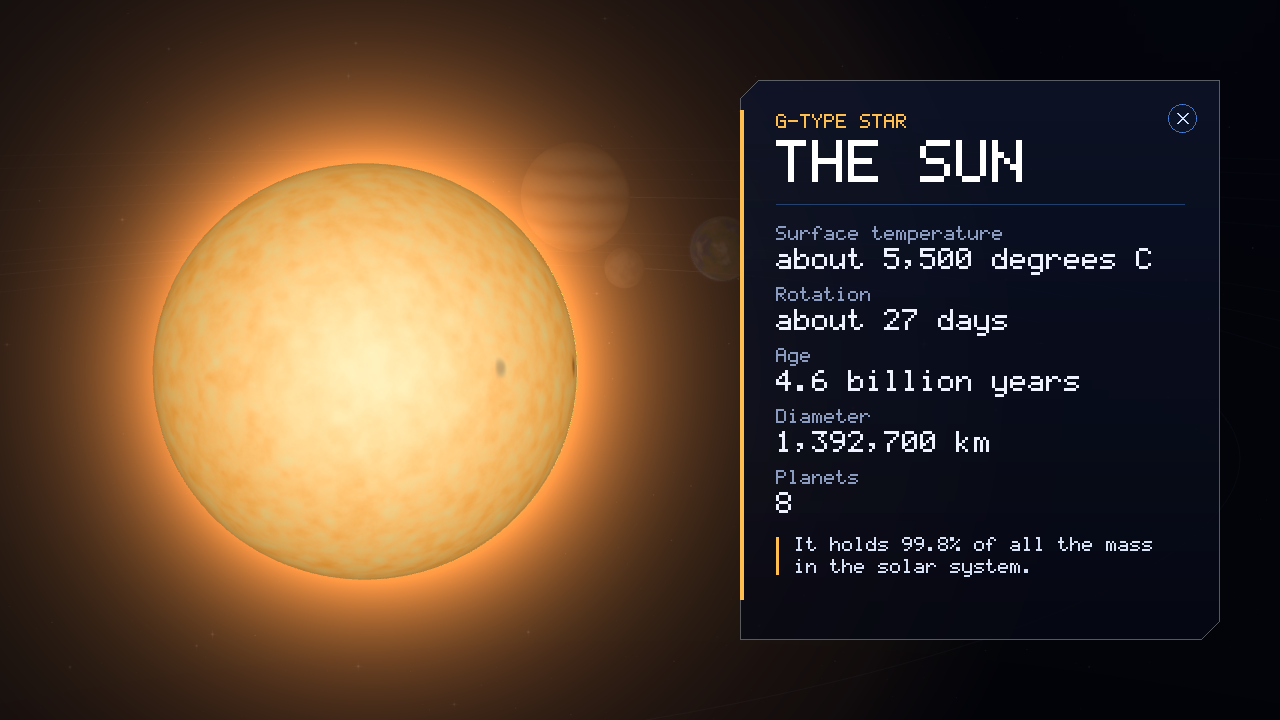 G-TYPE STAR
THE SUN
Surface temperature
about 5,500 degrees C
Rotation
about 27 days
Age
4.6 billion years
Diameter
1,392,700 km
Planets
8
It holds 99.8% of all the mass
in the solar system.